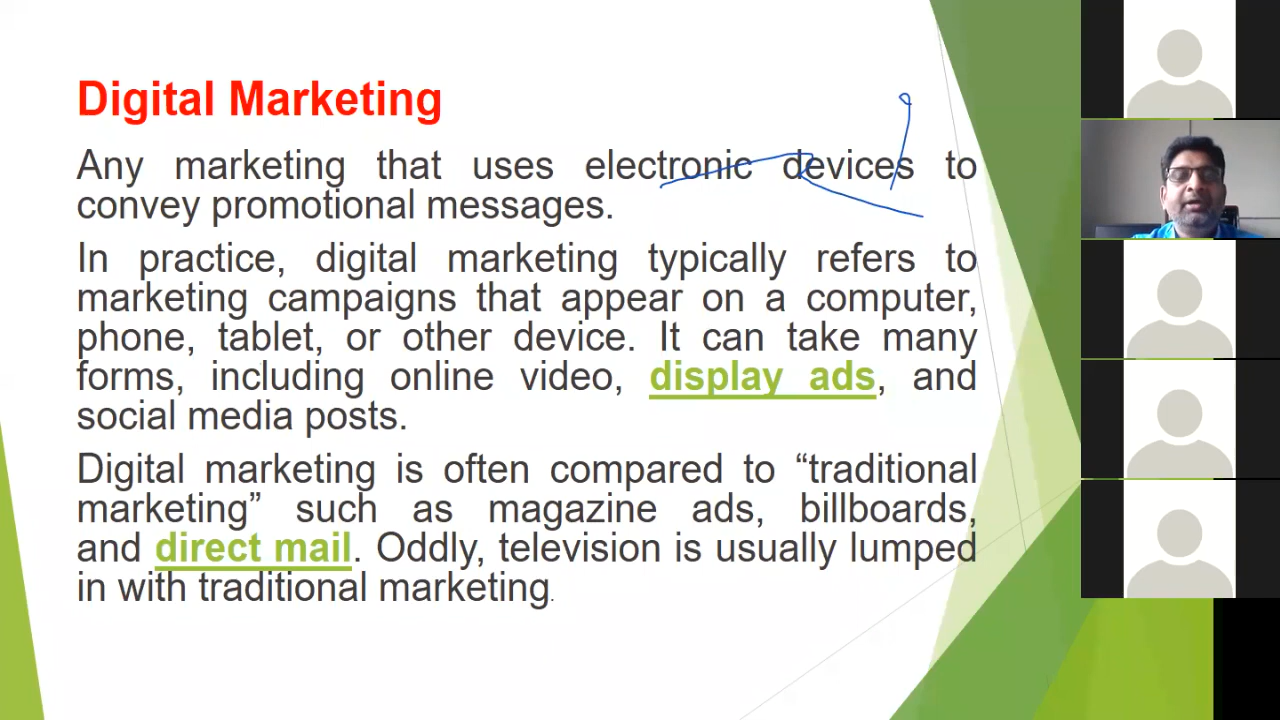 Digital Marketing
Any marketing that uses electronic devices to
convey promotional messages.
In practice, digital marketing typically refers to
marketing campaigns that appear on a computer,
phone, tablet, or other device. It can take many
forms, including online video, display ads, and
social media posts.
Digital marketing is often compared to “traditional
marketing” such as magazine ads, billboards,
and direct mail. Oddly, television is usually lumped
in with traditional marketing.